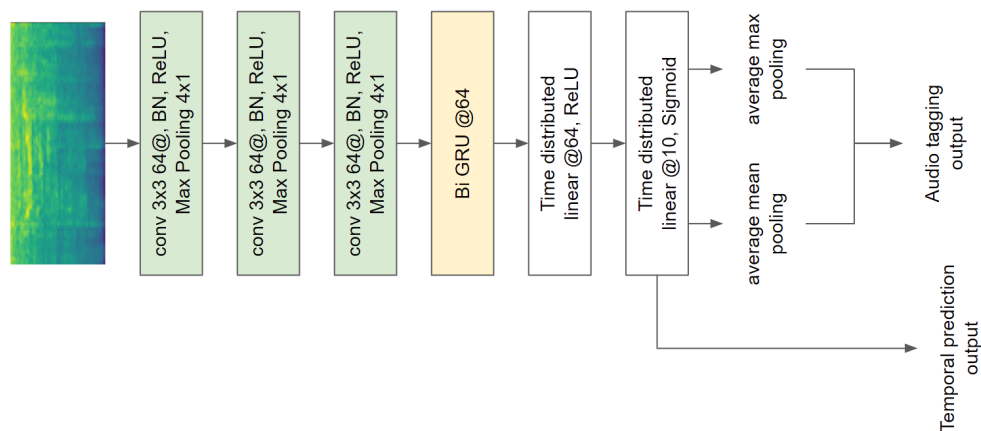 conv 3x3 64@, BN, ReLU,
Max Pooling 4x1
conv 3x3 64@, BN, ReLU,
Max Pooling 4x1
conv 3x3 64@, BN, ReLU,
Max Pooling 4x1
Bi GRU @64
Time distributed
linear @64, ReLU
Time distributed
linear @10, Sigmoid
average max
pooling
average mean
pooling
Audio tagging
output
Temporal prediction
output